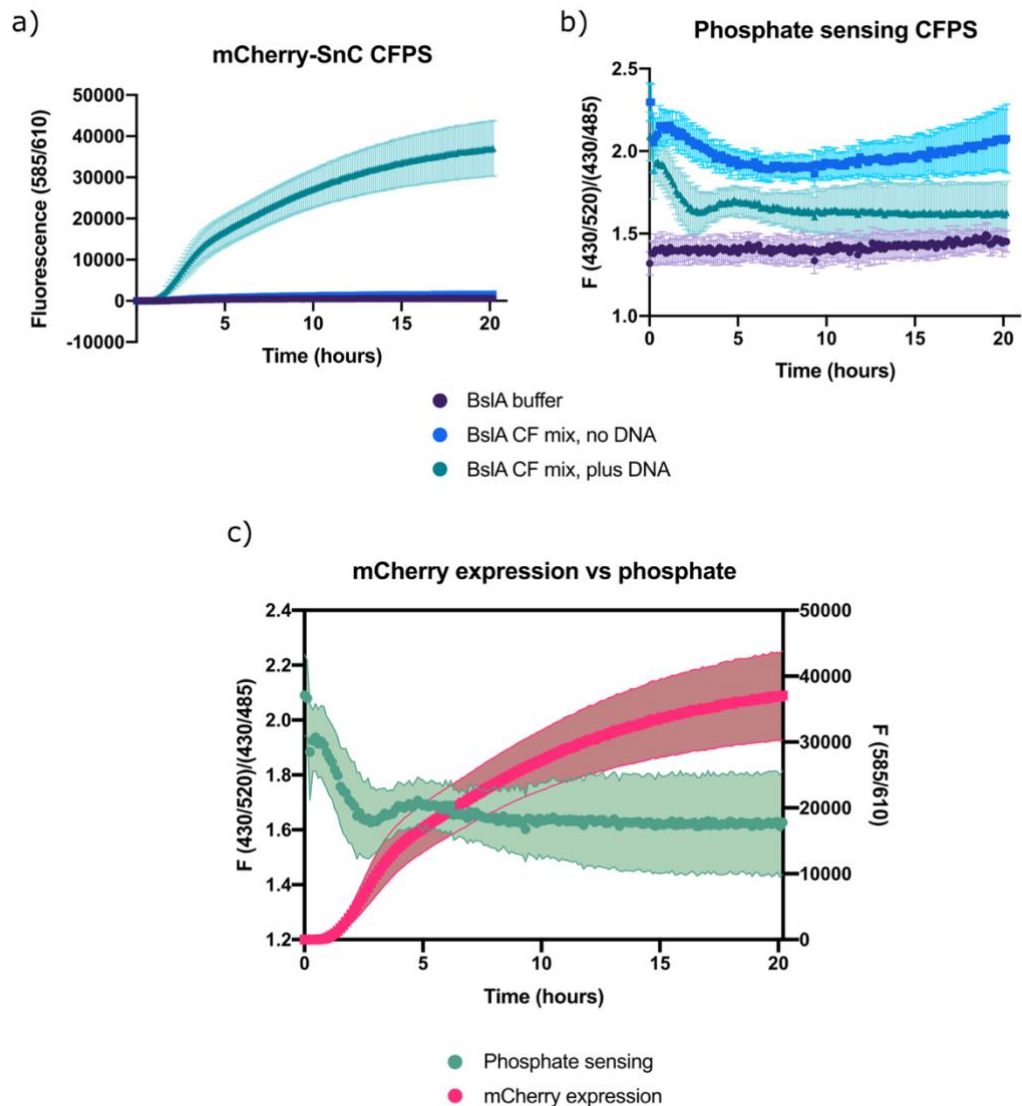 a)
mCherry-SnC CFPS
50000
40000
30000
20000
10000
0
-10000
Fluorescence (585/610)
5
10
15
20
Time (hours)
b)
Phosphate sensing CFPS
2.5
2.0
1.5
1.0
F (430/520)/(430/485)
0
5
10
15
20
Time (hours)
BslA buffer
BslA CF mix, no DNA
BslA CF mix, plus DNA
c)
mCherry expression vs phosphate
2.4
2.2
2.0
1.8
1.6
1.4
1.2
F (430/520)/(430/485)
50000
40000
30000
20000
10000
0
F (585/610)
0
5
10
15
20
Time (hours)
Phosphate sensing
mCherry expression